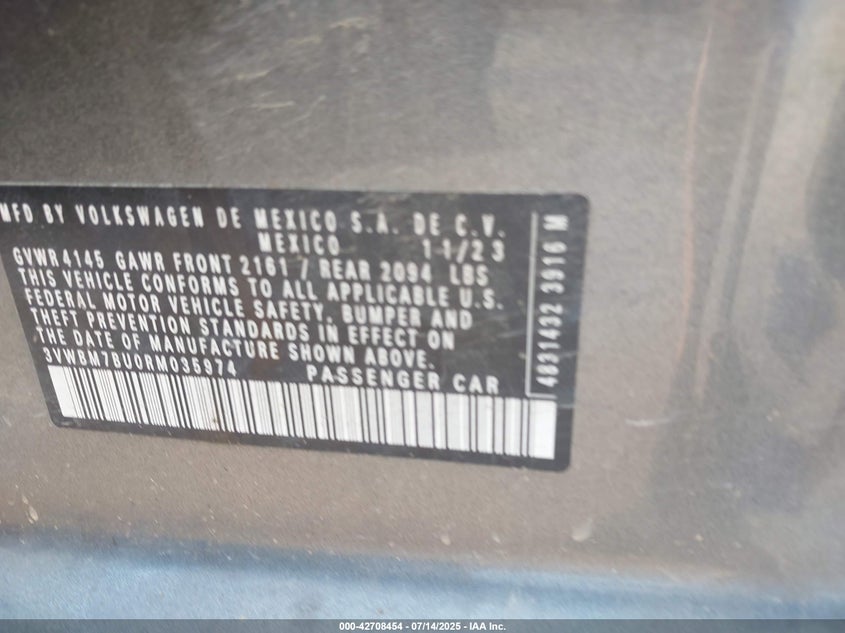 MFD BY VOLKSWAGEN DE MEXICO S.A. DE C.V.
MEXICO 11/23
GVWR 4145 GAWR FRONT 2161 / REAR 2094 LBS
THIS VEHICLE CONFORMS TO ALL APPLICABLE U.S.
FEDERAL MOTOR VEHICLE SAFETY, BUMPER AND
THEFT PREVENTION STANDARDS IN EFFECT ON
THE DATE OF MANUFACTURE SHOWN ABOVE.
3VWBM7BU0RM035974 PASSENGER CAR
4831432 3916 M
000-42708454 - 07/14/2025 - IAA Inc.